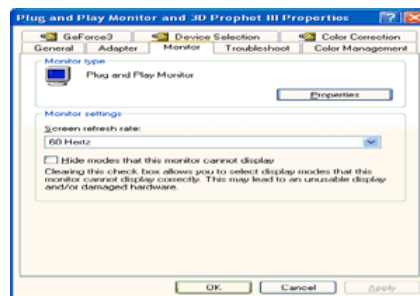 Plug and Play Monitor and 3D Prophet III Properties
GeForce3 Device Selection Color Correction
General Adapter Monitor Troubleshoot Color Management
Monitor type
Plug and Play Monitor
Properties
Monitor settings
Screen refresh rate:
60 Hertz
Hide modes that this monitor cannot display
Clearing this check box allows you to select display modes that this
monitor cannot display correctly. This may lead to an unusable display
and/or damaged hardware.
OK Cancel Apply